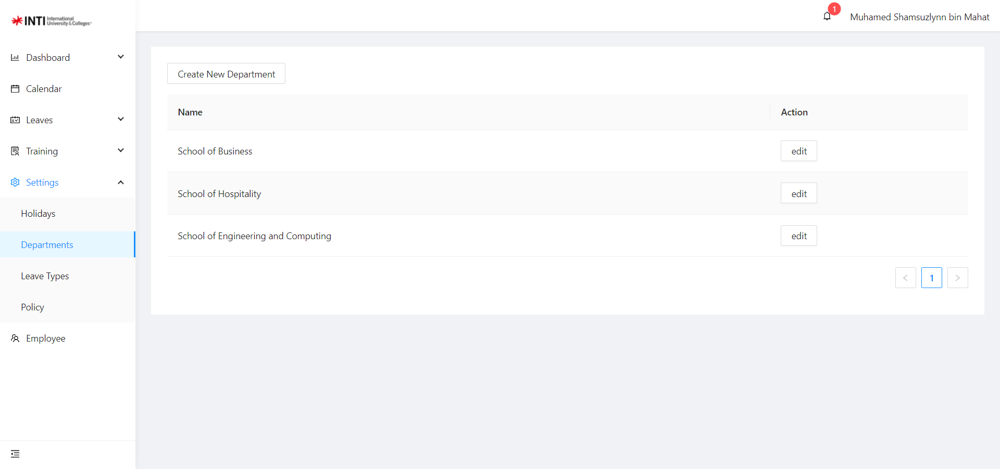 INTI International
University & Colleges
1
Muhamed Shamsuzlynn bin Mahat
Dashboard
Calendar
Leaves
Training
Settings
Holidays
Departments
Leave Types
Policy
Employee
Create New Department
Name Action
School of Business edit
School of Hospitality edit
School of Engineering and Computing edit
< 1 >